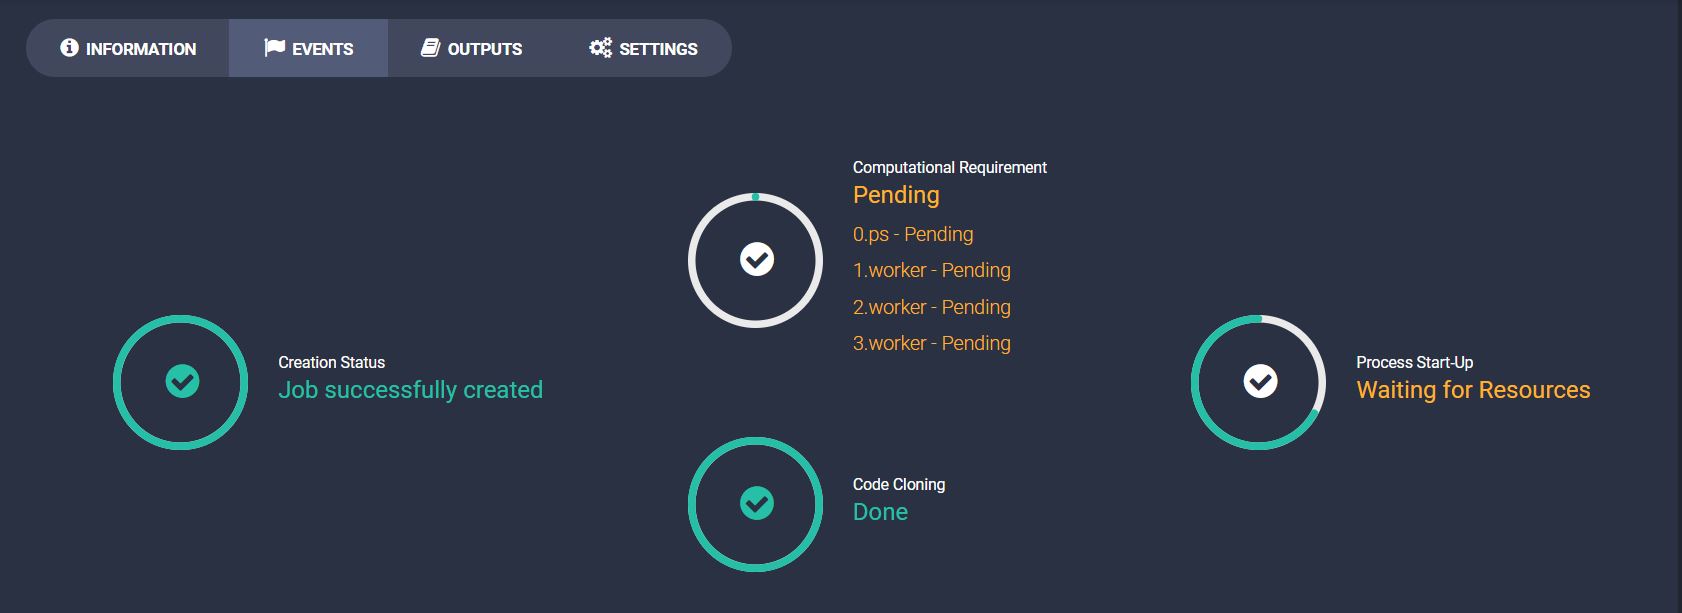 INFORMATION EVENTS OUTPUTS SETTINGS
Creation Status
Job successfully created
Computational Requirement
Pending
0.ps - Pending
1.worker - Pending
2.worker - Pending
3.worker - Pending
Code Cloning
Done
Process Start-Up
Waiting for Resources